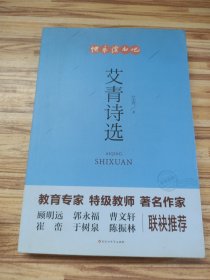 快乐读书吧
艾青诗选
AIQING
SHIXUAN
教育专家 特级教师 著名作家
顾明远 郭永福 曹文轩
崔峦 于树泉 陈振林
联袂推荐